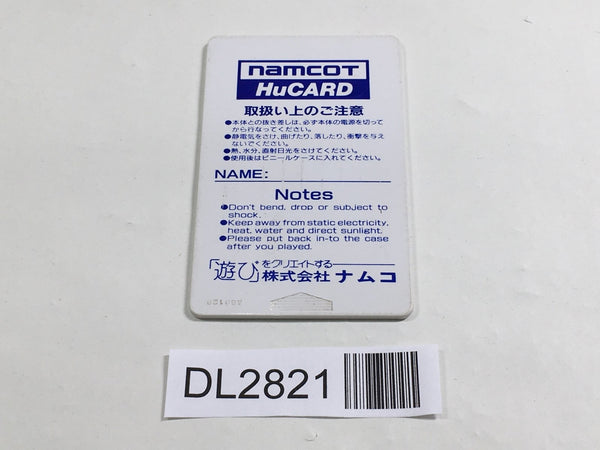 namcot
HuCARD
取扱い上のご注意
●本体との抜き差しは、必ず本体の電源を切って
から行なってください。
●静電気をさけ、曲げたり、落したり、衝撃を与え
ないでください。
●熱、水分、直射日光をさけてください。
●使用後はビニールケースに入れてください。
NAME:
Notes
●Don't bend, drop or subject to
shock.
●Keep away from static electricity,
heat, water and direct sunlight.
●Please put back in-to the case
after you played.
「遊び」をクリエイトする
株式会社ナムコ
DL2821